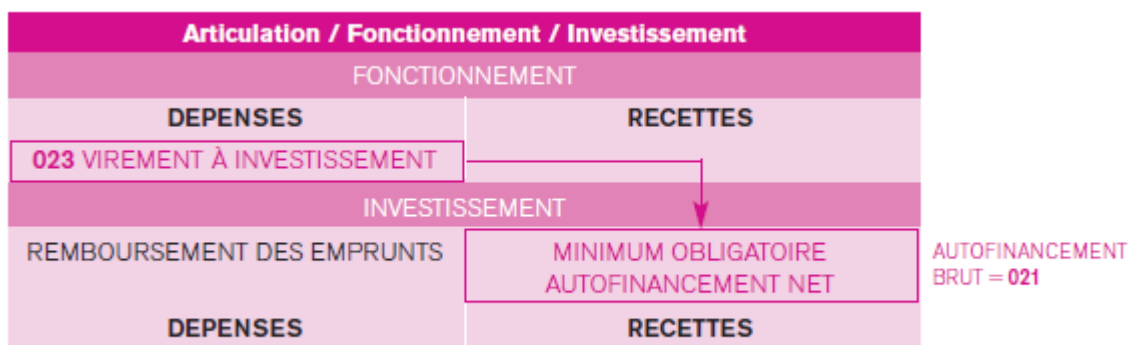 Articulation / Fonctionnement / Investissement
FONCTIONNEMENT
DEPENSES
RECETTES
023 VIREMENT À INVESTISSEMENT
INVESTISSEMENT
REMBOURSEMENT DES EMPRUNTS
MINIMUM OBLIGATOIRE
AUTOFINANCEMENT NET
AUTOFINANCEMENT
BRUT = 021
DEPENSES
RECETTES